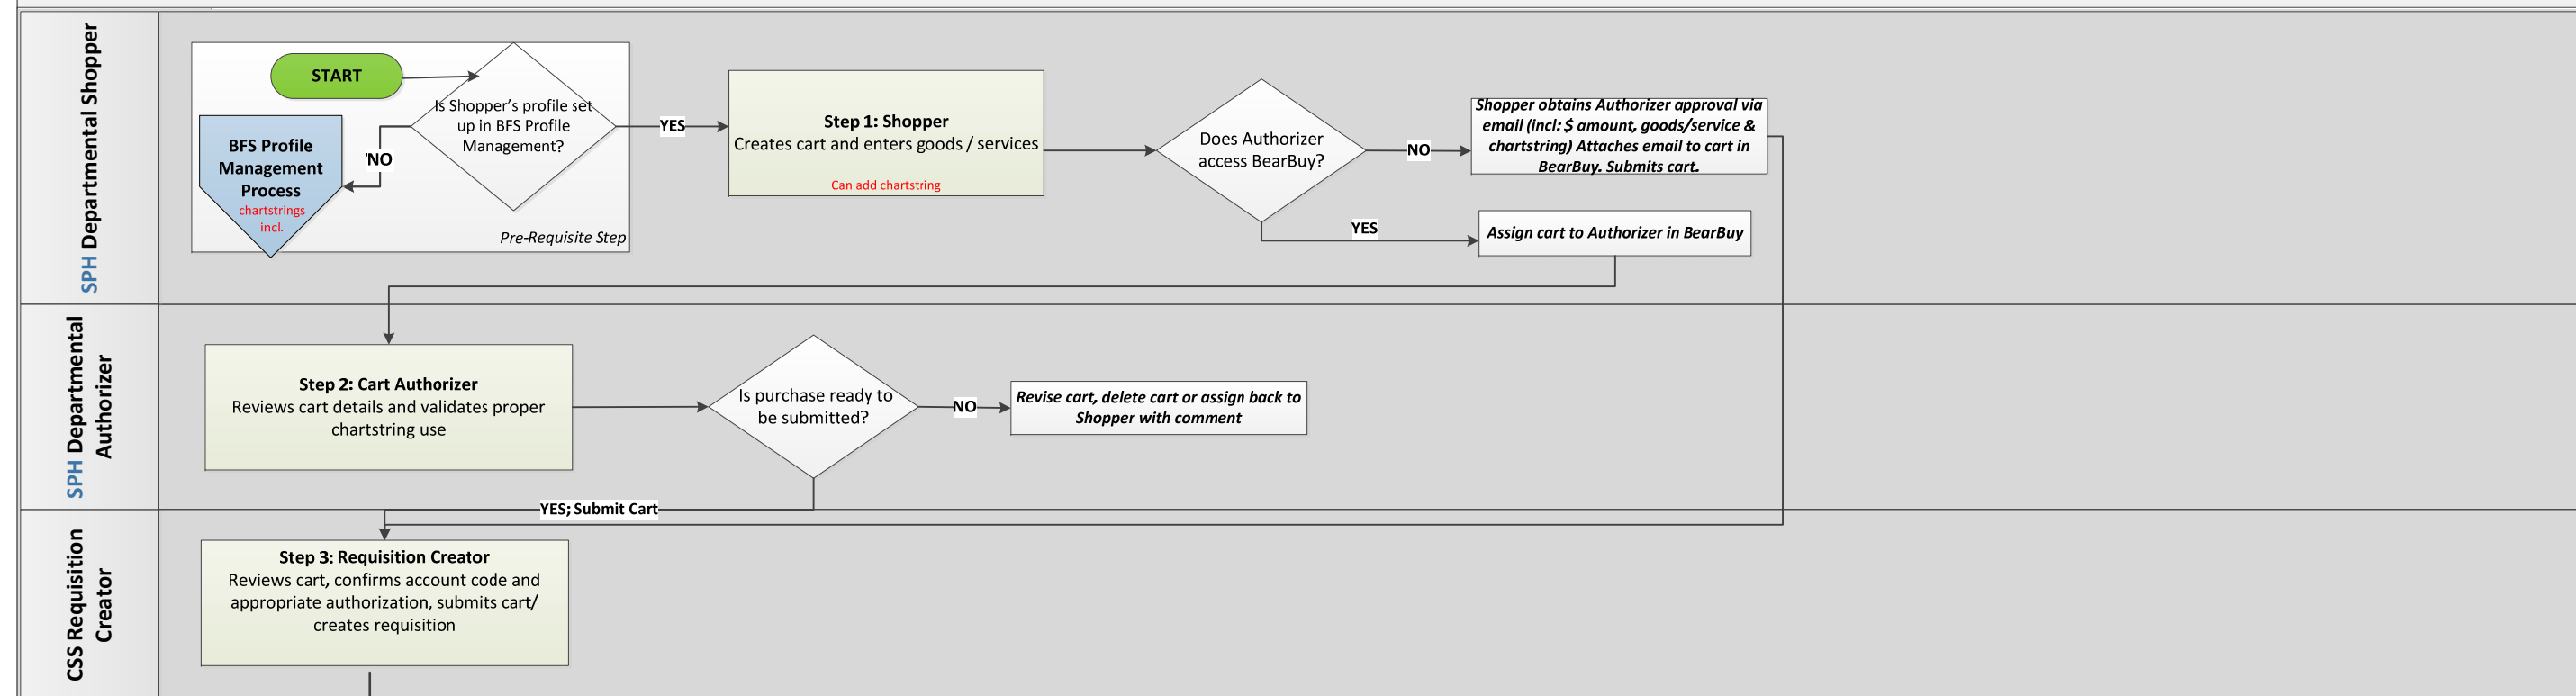 SPH Departmental Shopper
START
Is Shopper's profile set
up in BFS Profile
Management?
NO
BFS Profile
Management
Process
chartstrings
incl.
Pre-Requisite Step
YES
Step 1: Shopper
Creates cart and enters goods / services
Can add chartstring
Does Authorizer
access BearBuy?
NO
Shopper obtains Authorizer approval via
email (incl: $ amount, goods/service &
chartstring) Attaches email to cart in
BearBuy. Submits cart.
YES
Assign cart to Authorizer in BearBuy
SPH Departmental
Authorizer
Step 2: Cart Authorizer
Reviews cart details and validates proper
chartstring use
Is purchase ready to
be submitted?
NO
Revise cart, delete cart or assign back to
Shopper with comment
YES; Submit Cart
CSS Requisition
Creator
Step 3: Requisition Creator
Reviews cart, confirms account code and
appropriate authorization, submits cart/
creates requisition